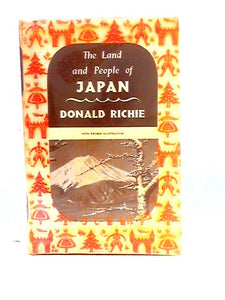 The Land
and People of
JAPAN
DONALD RICHIE